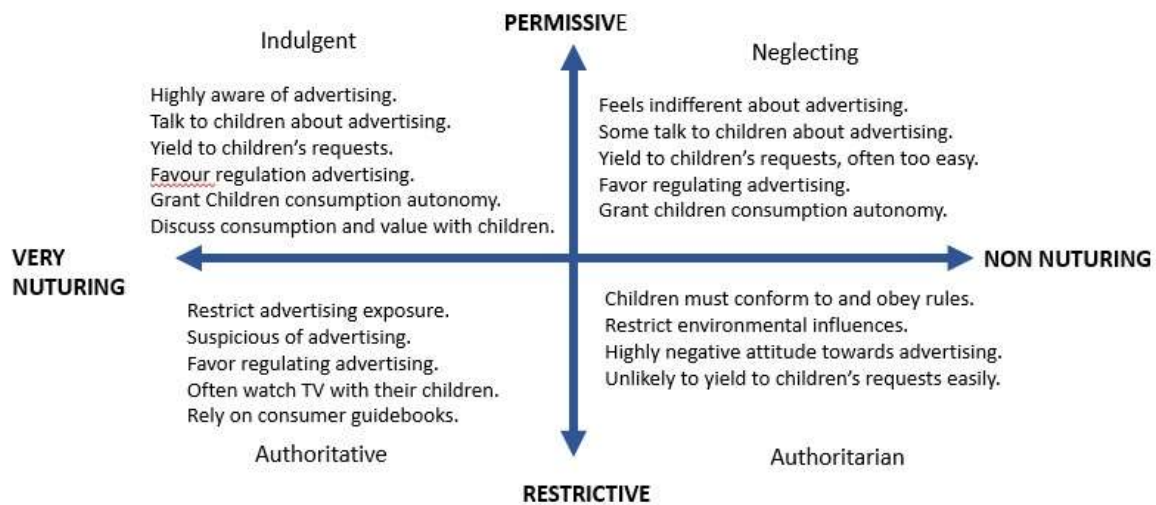 PERMISSIVE
Indulgent
Neglecting
Highly aware of advertising.
Talk to children about advertising.
Yield to children’s requests.
Favour regulation advertising.
Grant Children consumption autonomy.
Discuss consumption and value with children.
Feels indifferent about advertising.
Some talk to children about advertising.
Yield to children’s requests, often too easy.
Favor regulating advertising.
Grant children consumption autonomy.
VERY
NUTURING
NON NUTURING
Restrict advertising exposure.
Suspicious of advertising.
Favor regulating advertising.
Often watch TV with their children.
Rely on consumer guidebooks.
Authoritative
Children must conform to and obey rules.
Restrict environmental influences.
Highly negative attitude towards advertising.
Unlikely to yield to children’s requests easily.
Authoritarian
RESTRICTIVE